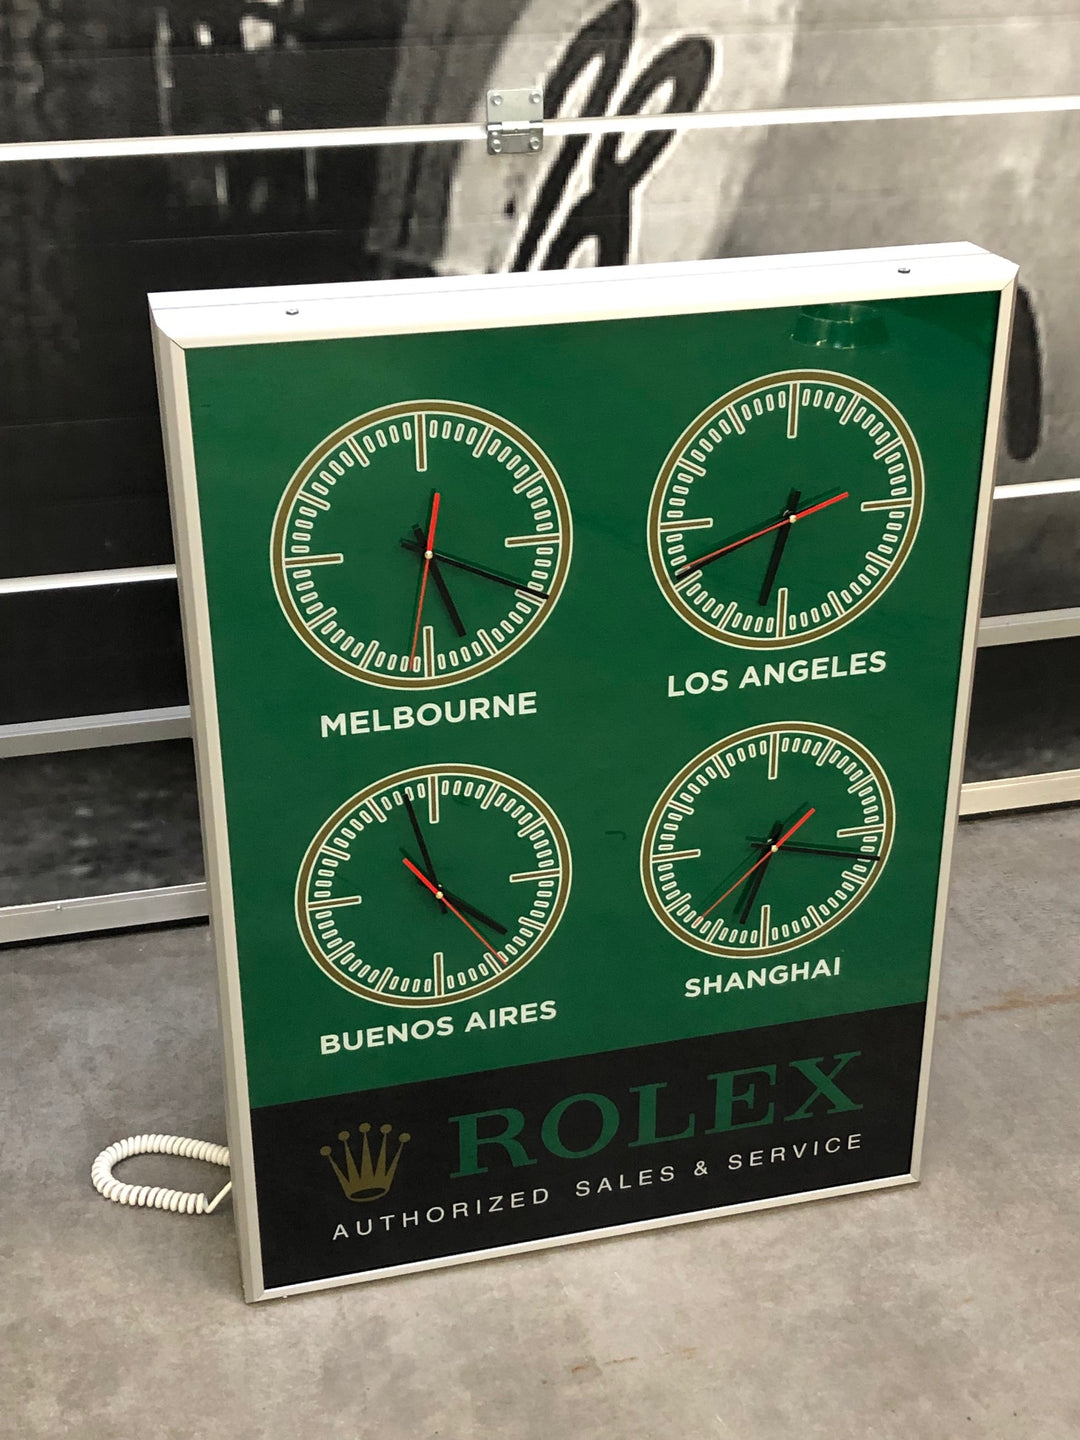 MELBOURNE
LOS ANGELES
BUENOS AIRES
SHANGHAI
ROLEX
AUTHORIZED SALES & SERVICE